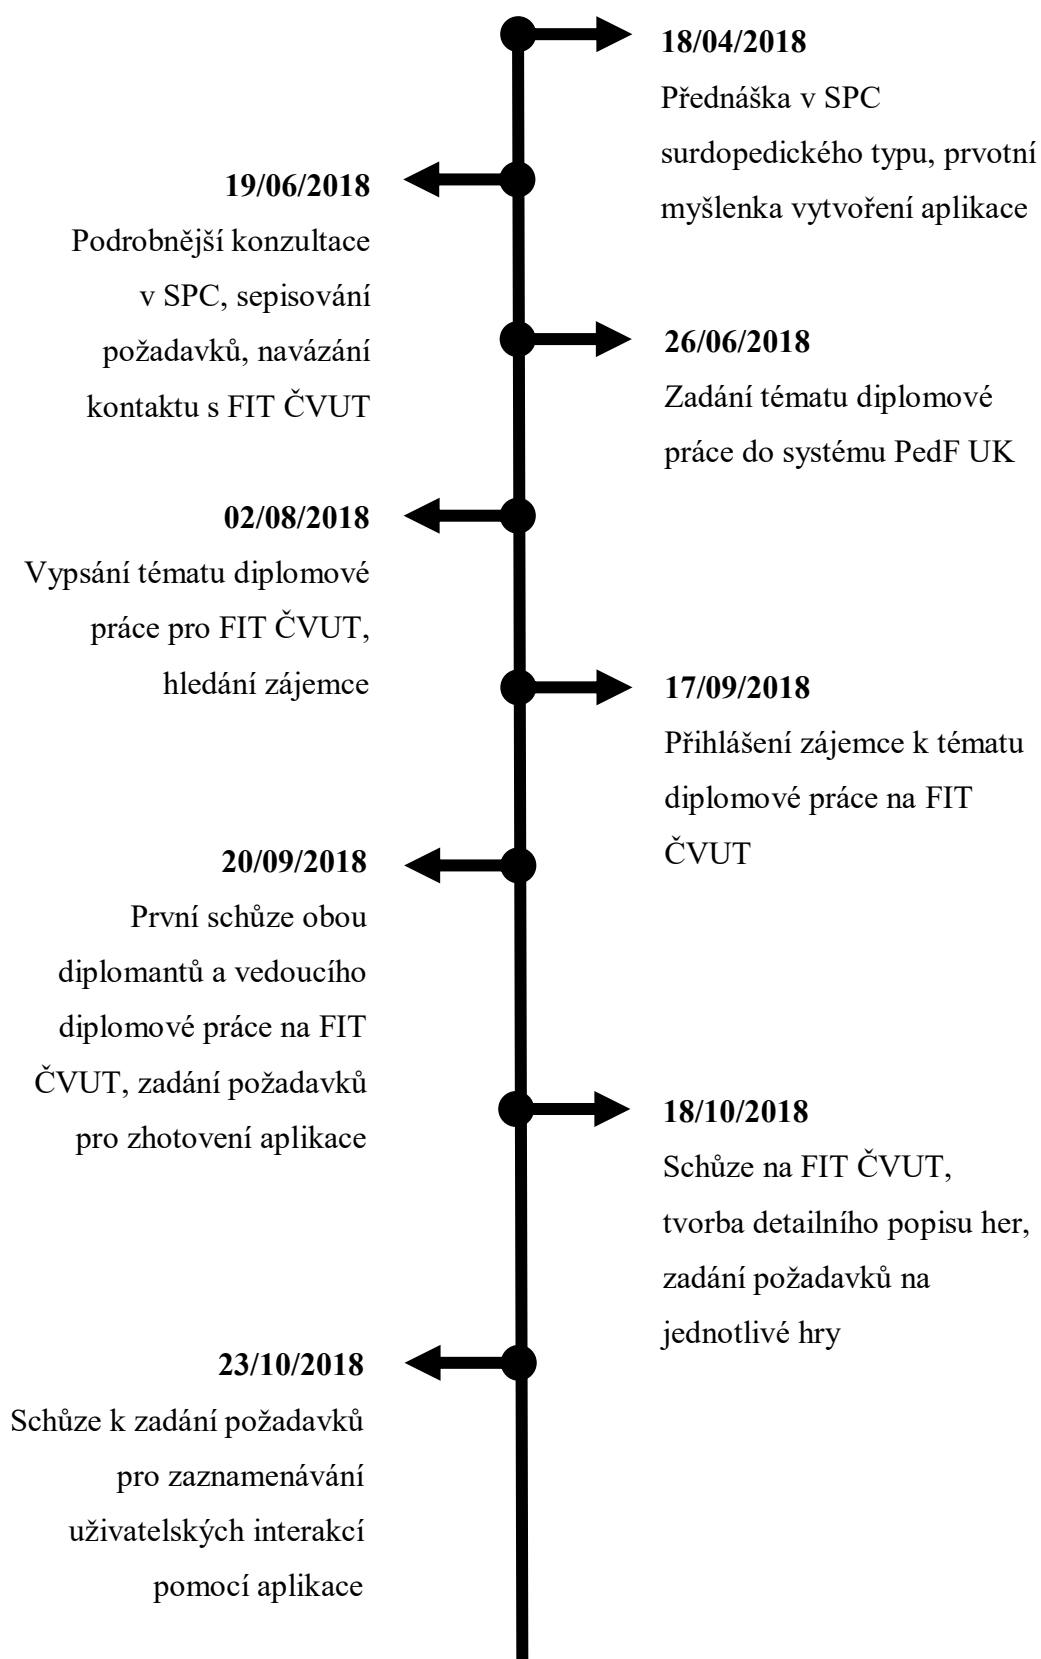 18/04/2018
Přednáška v SPC
surdopedického typu, prvotní
myšlenka vytvoření aplikace
19/06/2018
Podrobnější konzultace
v SPC, sepisování
požadavků, navázání
kontaktu s FIT ČVUT
26/06/2018
Zadání tématu diplomové
práce do systému PedF UK
02/08/2018
Vypsání tématu diplomové
práce pro FIT ČVUT,
hledání zájemce
17/09/2018
Přihlášení zájemce k tématu
diplomové práce na FIT
ČVUT
20/09/2018
První schůze obou
diplomantů a vedoucího
diplomové práce na FIT
ČVUT, zadání požadavků
pro zhotovení aplikace
18/10/2018
Schůze na FIT ČVUT,
tvorba detailního popisu her,
zadání požadavků na
jednotlivé hry
23/10/2018
Schůze k zadání požadavků
pro zaznamenávání
uživatelských interakcí
pomocí aplikace